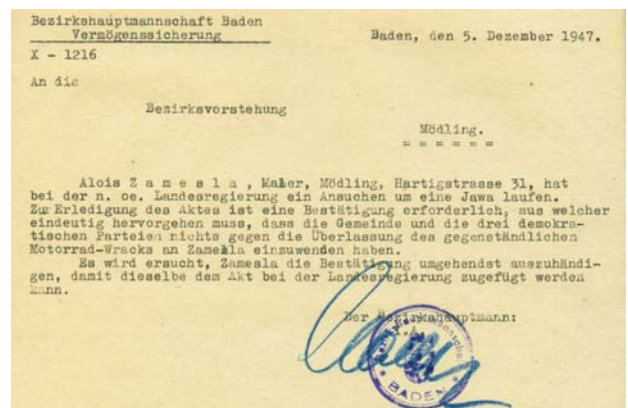 Bezirkshauptmannschaft Baden
Vermögenssicherung
Baden, den 5. Dezember 1947.
X - 1216
An die
Bezirksvorstehung
Mödling.
= = = = = =
Alois Z a m e s l a , Maler, Mödling, Hartigstrasse 31, hat
bei der n. oe. Landesregierung ein Ansuchen um eine Jawa laufen.
Zur Erledigung des Aktes ist eine Bestätigung erforderlich, aus welcher
eindeutig hervorgehen muss, dass die Gemeinde und die drei demokra-
tischen Parteien nichts gegen die Überlassung des gegenständlichen
Motorrad-Wracks an Zamesla einzuwenden haben.
Es wird ersucht, Zamesla die Bestätigung umgehendst auszuhändi-
gen, damit dieselbe dem Akt bei der Landesregierung zugefügt werden
kann.
Der Bezirkshauptmann:
I.A.
BADEN